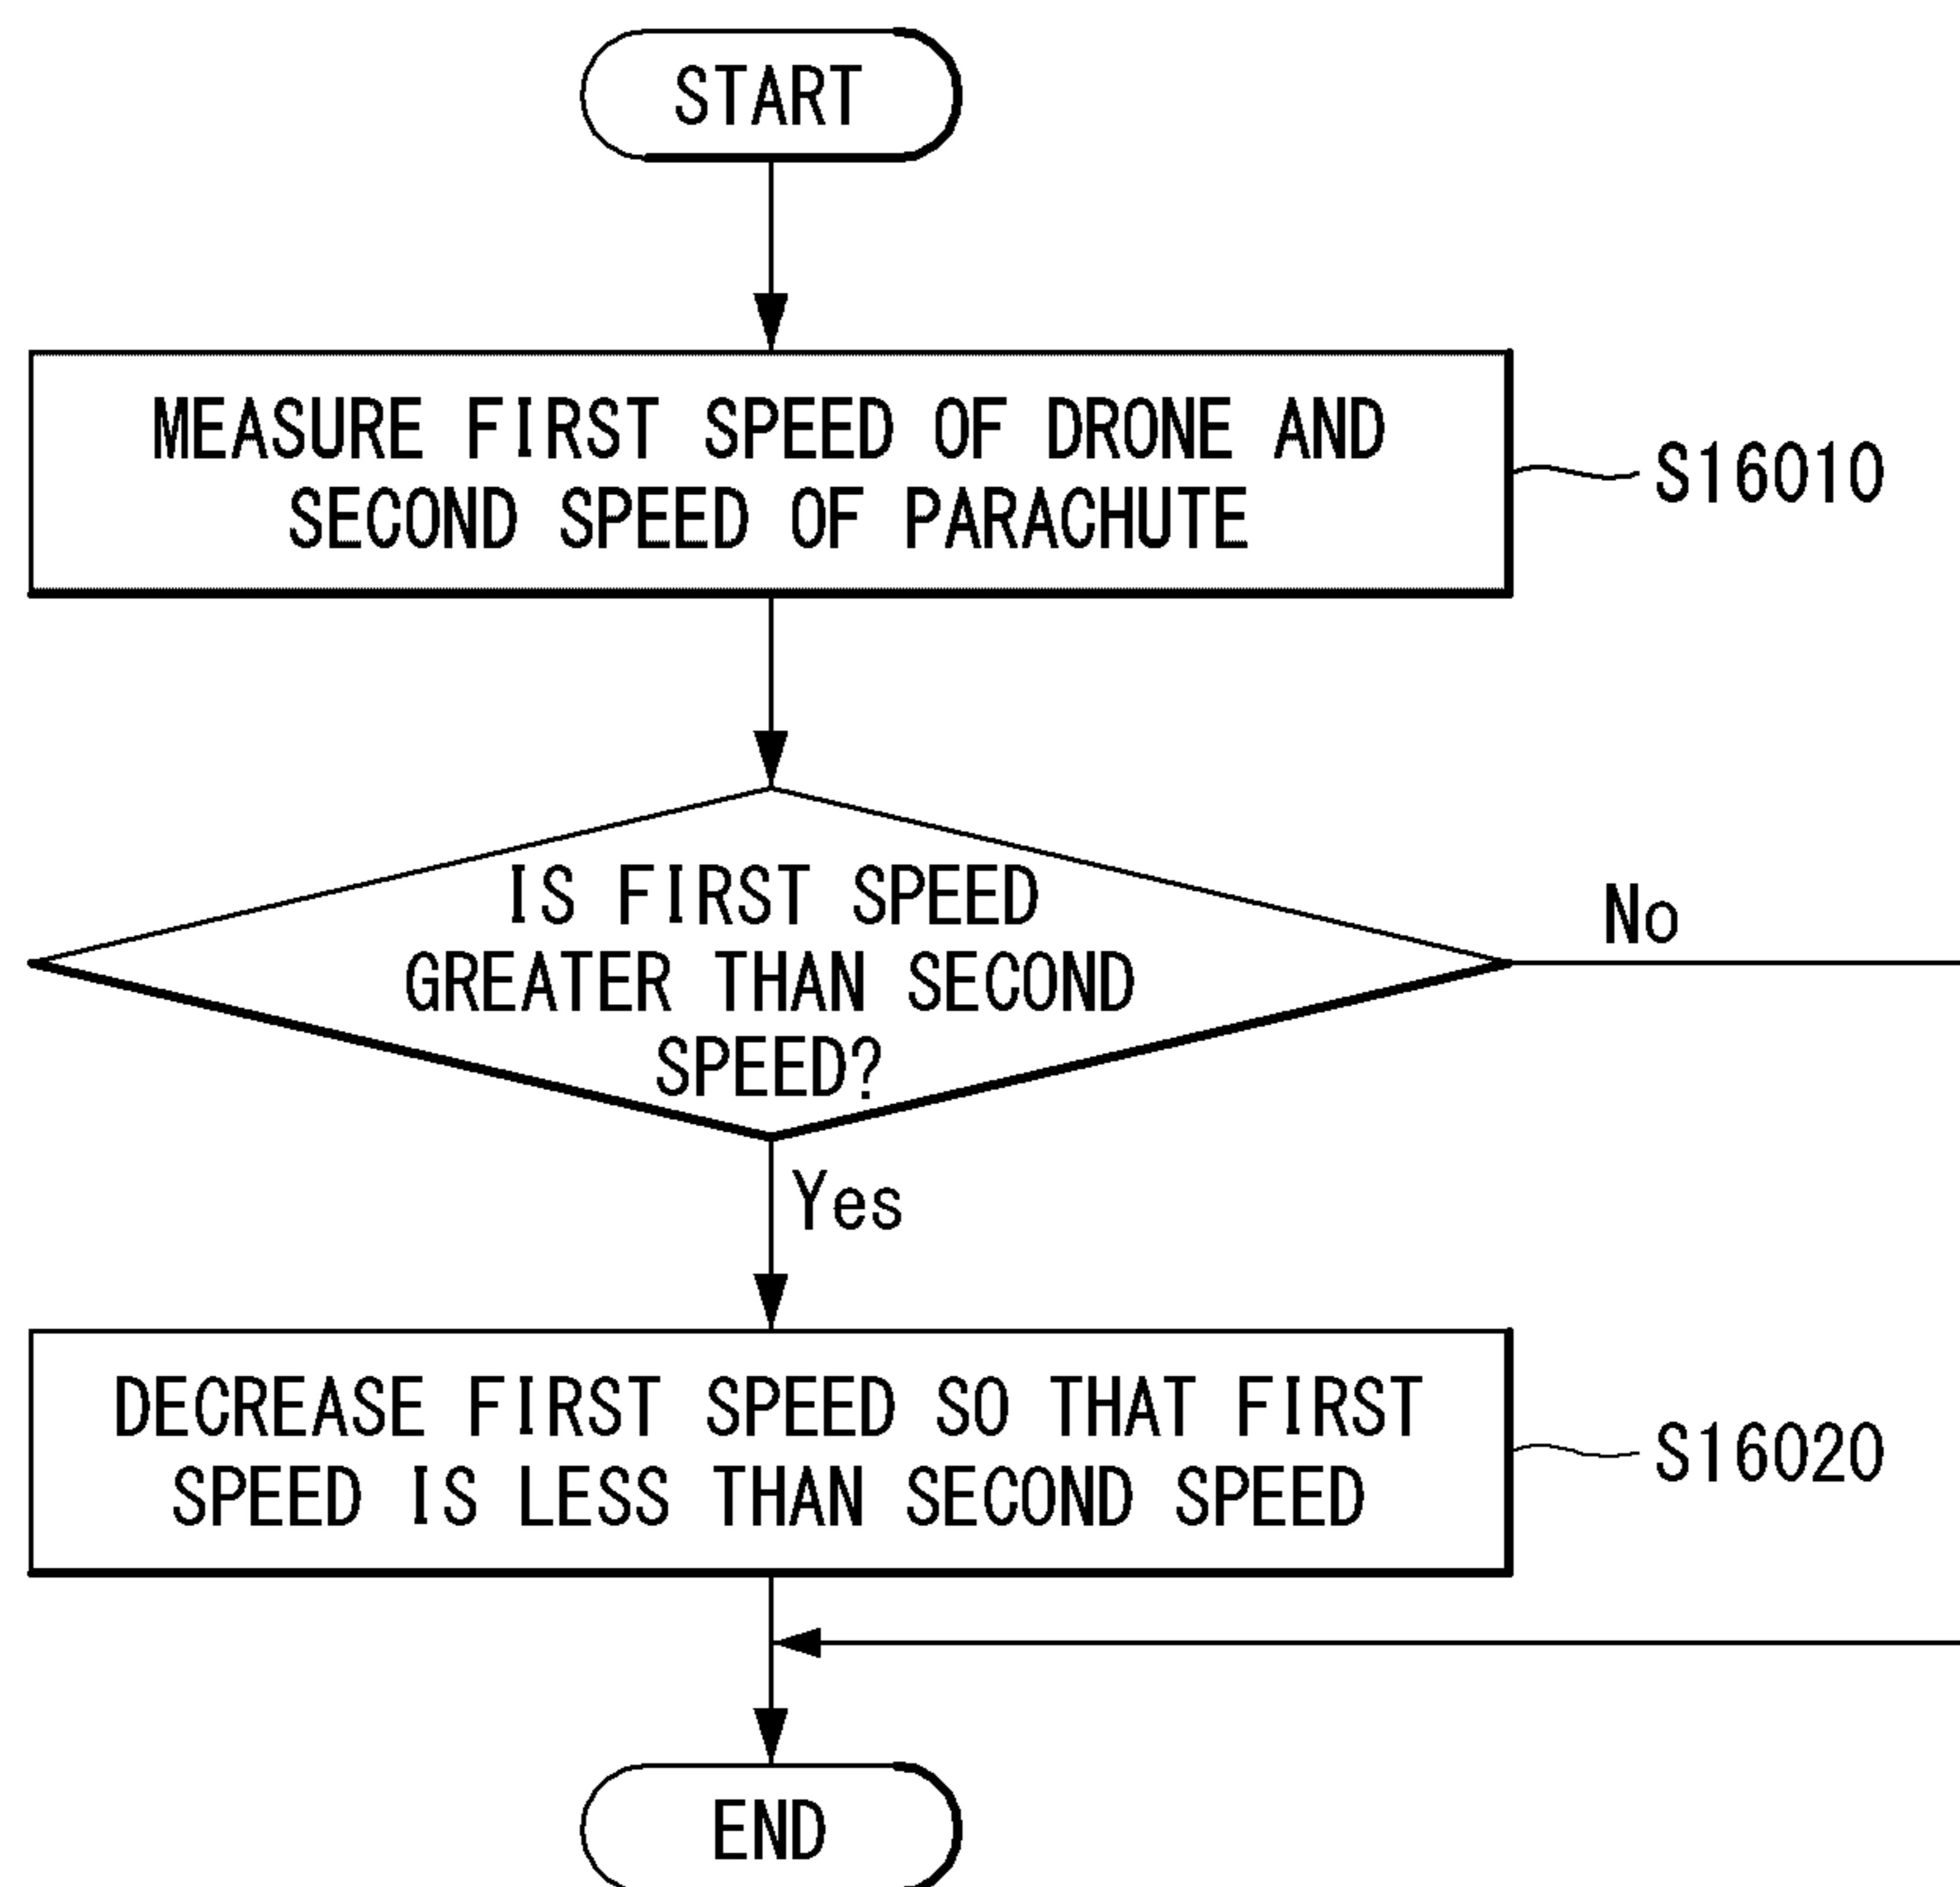 START
MEASURE FIRST SPEED OF DRONE AND
SECOND SPEED OF PARACHUTE
S16010
IS FIRST SPEED
GREATER THAN SECOND
SPEED?
No
Yes
DECREASE FIRST SPEED SO THAT FIRST
SPEED IS LESS THAN SECOND SPEED
S16020
END